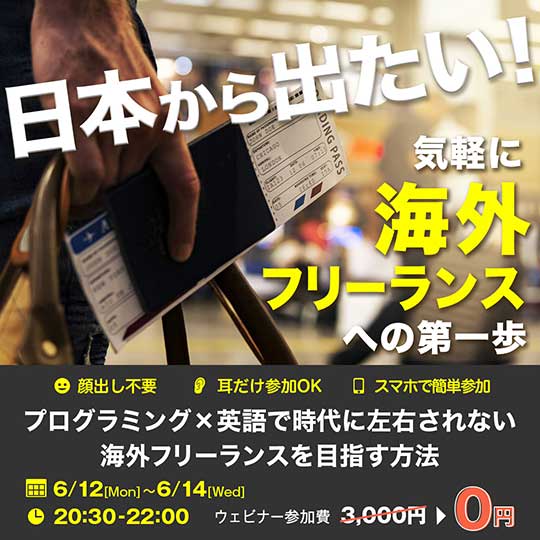 日本から出たい!
気軽に
海外
フリーランス
への第一歩
BOARDING PASS
CHICAGO
LONDON
顔出し不要 耳だけ参加OK スマホで簡単参加
プログラミング×英語で時代に左右されない
海外フリーランスを目指す方法
6/12[Mon]~6/14[Wed]
20:30-22:00 ウェビナー参加費 3,000円 ▶ 0円